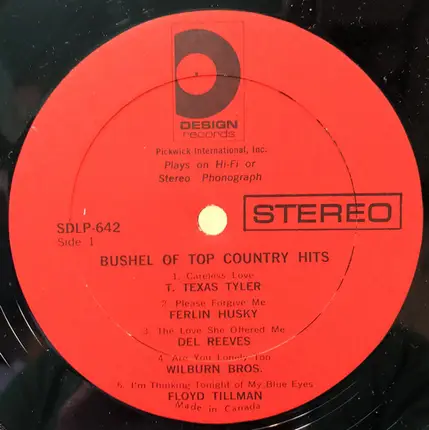 DESIGN
records
Pickwick International, Inc.
Plays on Hi-Fi or
Stereo Phonograph
STEREO
SDLP-642
Side 1
BUSHEL OF TOP COUNTRY HITS
1. Careless Love
T. TEXAS TYLER
2. Please Forgive Me
FERLIN HUSKY
3. The Love She Offered Me
DEL REEVES
4. Are You Lonely Too
WILBURN BROS.
5. I'm Thinking Tonight of My Blue Eyes
FLOYD TILLMAN
Made in Canada